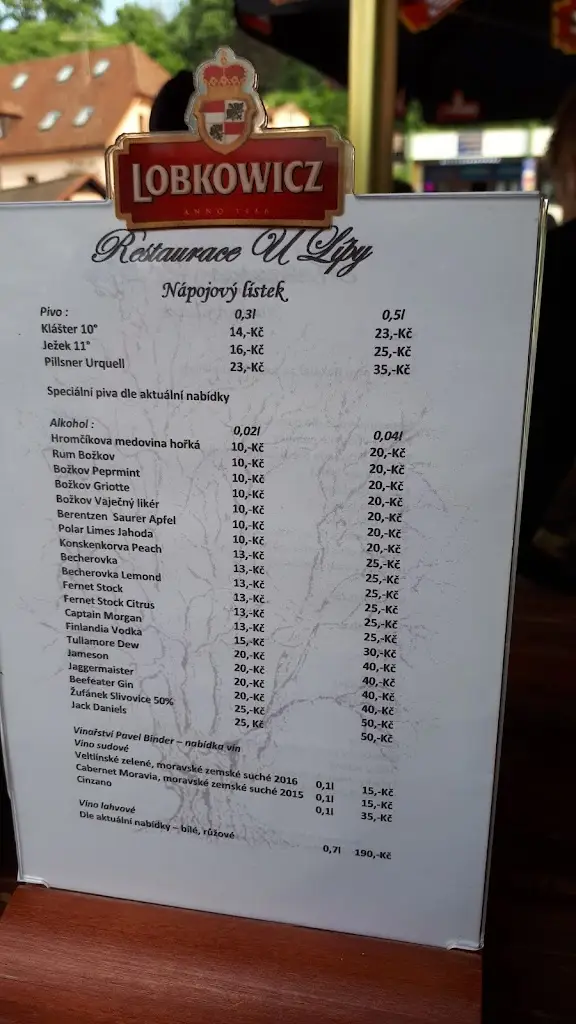 LOBKOWICZ
ANNO 1466
Restaurace U Lípy
Nápojový lístek
Pivo : 0,3l 0,5l
Klášter 10° 14,-Kč 23,-Kč
Ježek 11° 16,-Kč 25,-Kč
Pillsner Urquell 23,-Kč 35,-Kč
Speciální piva dle aktuální nabídky
Alkohol : 0,02l 0,04l
Hromčíkova medovina hořká 10,-Kč 20,-Kč
Rum Božkov 10,-Kč 20,-Kč
Božkov Peprmint 10,-Kč 20,-Kč
Božkov Griotte 10,-Kč 20,-Kč
Božkov Vaječný likér 10,-Kč 20,-Kč
Berentzen Saurer Apfel 10,-Kč 20,-Kč
Polar Limes Jahoda 10,-Kč 20,-Kč
Konskenkorva Peach 13,-Kč 25,-Kč
Becherovka 13,-Kč 25,-Kč
Becherovka Lemond 13,-Kč 25,-Kč
Fernet Stock 13,-Kč 25,-Kč
Fernet Stock Citrus 13,-Kč 25,-Kč
Captain Morgan 13,-Kč 25,-Kč
Finlandia Vodka 15,-Kč 30,-Kč
Tullamore Dew 20,-Kč 40,-Kč
Jameson 20,-Kč 40,-Kč
Jaggermaister 20,-Kč 40,-Kč
Beefeater Gin 20,-Kč 40,-Kč
Žufánek Slivovice 50% 25,-Kč 50,-Kč
Jack Daniels 25, Kč 50,-Kč
Vinařství Pavel Binder – nabídka vín
Víno sudové
Veltlínské zelené, moravské zemské suché 2016 0,1l 15,-Kč
Cabernet Moravia, moravské zemské suché 2015 0,1l 15,-Kč
Cinzano 0,1l 35,-Kč
Víno lahvové
Dle aktuální nabídky – bílé, růžové 0,7l 190,-Kč